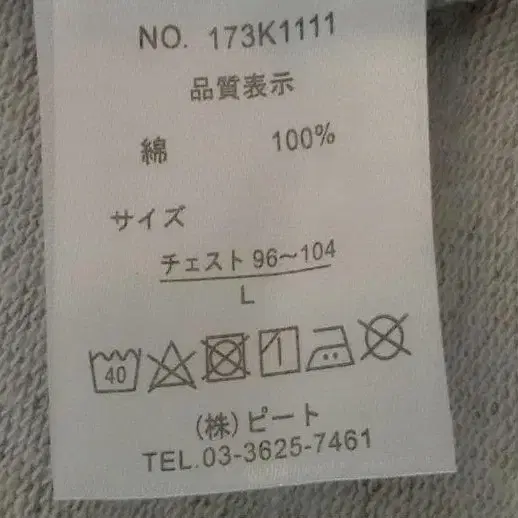 NO. 173K1111
品質表示
綿 100%
サイズ
チェスト 96～104
L
40
(株)ピート
TEL.03-3625-7461